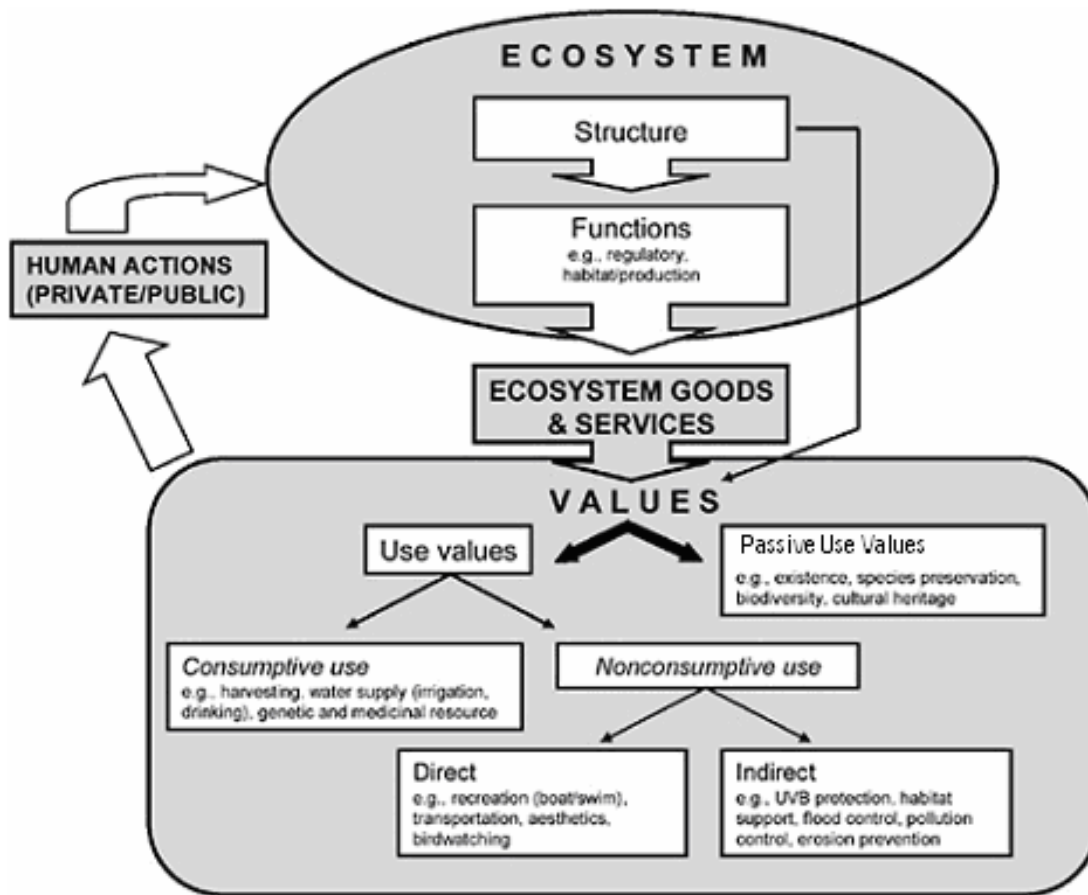 ECOSYSTEM
Structure
Functions
e.g., regulatory,
habitat/production
HUMAN ACTIONS
(PRIVATE/PUBLIC)
ECOSYSTEM GOODS
& SERVICES
VALUES
Use values
Passive Use Values
e.g., existence, species preservation,
biodiversity, cultural heritage
Consumptive use
e.g., harvesting, water supply (irrigation,
drinking), genetic and medicinal resource
Nonconsumptive use
Direct
e.g., recreation (boat/swim),
transportation, aesthetics,
birdwatching
Indirect
e.g., UVB protection, habitat
support, flood control, pollution
control, erosion prevention